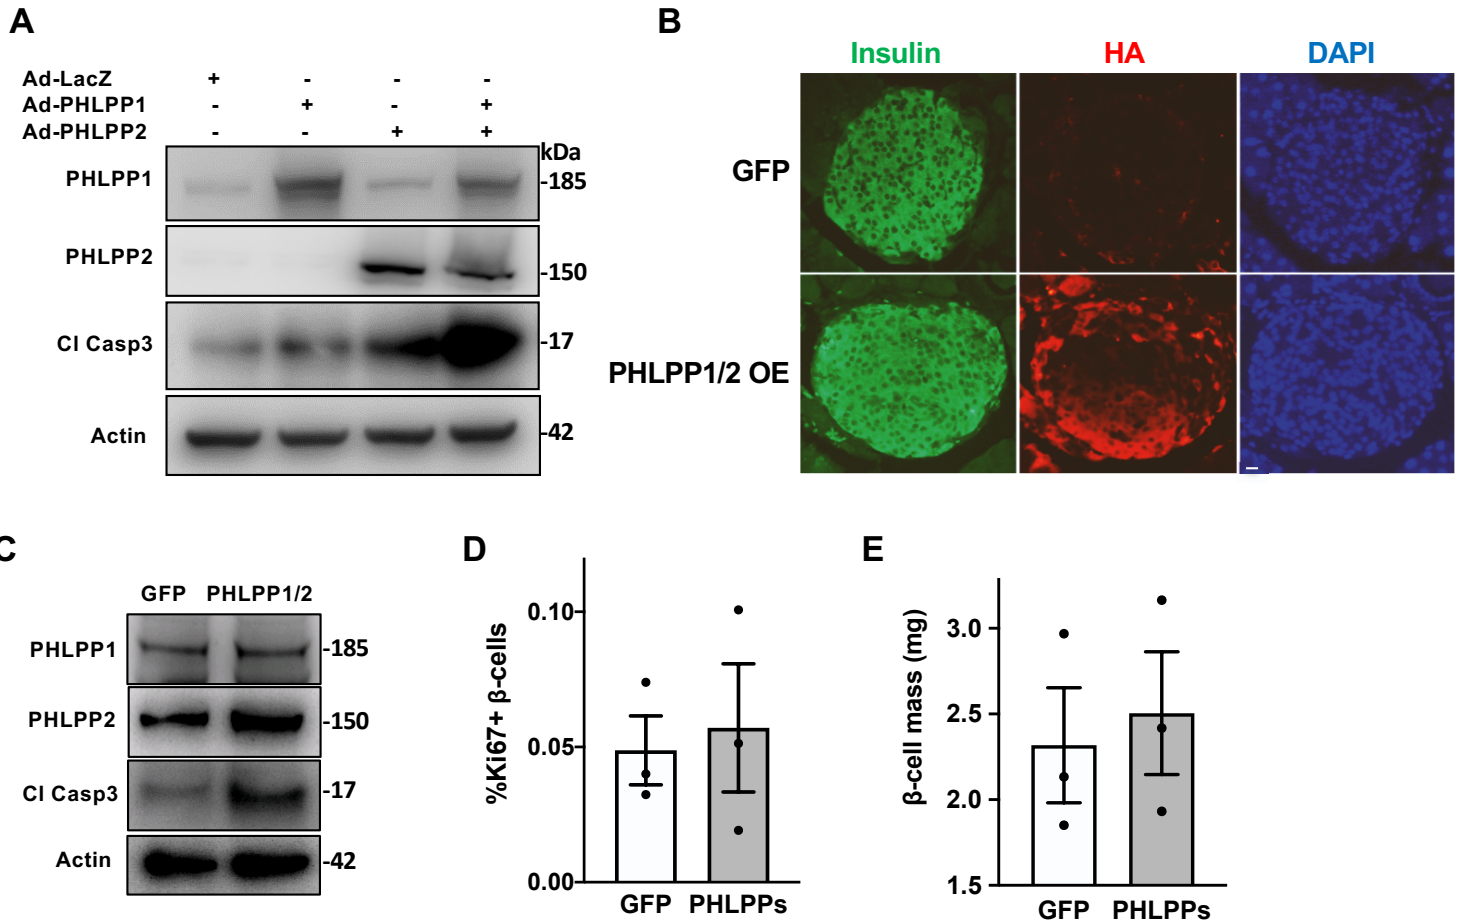 A
Ad-LacZ + - - -
Ad-PHLPP1 - + - +
Ad-PHLPP2 - - + +
kDa
PHLPP1 -185
PHLPP2 -150
Cl Casp3 -17
Actin -42
B
Insulin HA DAPI
GFP
PHLPP1/2 OE
C
GFP PHLPP1/2
PHLPP1 -185
PHLPP2 -150
Cl Casp3 -17
Actin -42
D
%Ki67+ β-cells
0.10
0.05
0.00
GFP PHLPPs
E
β-cell mass (mg)
3.0
2.5
2.0
1.5
GFP PHLPPs